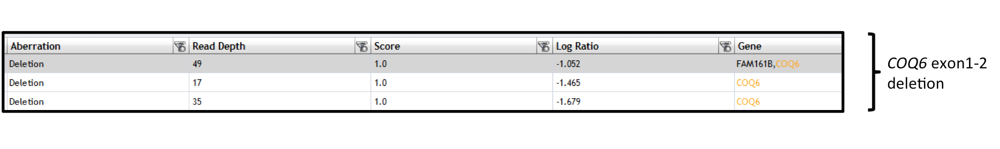 Aberration Read Depth Score Log Ratio Gene
Deletion 49 1.0 -1.052 FAM161B,COQ6
Deletion 17 1.0 -1.465 COQ6
Deletion 35 1.0 -1.679 COQ6
COQ6 exon1-2
deletion